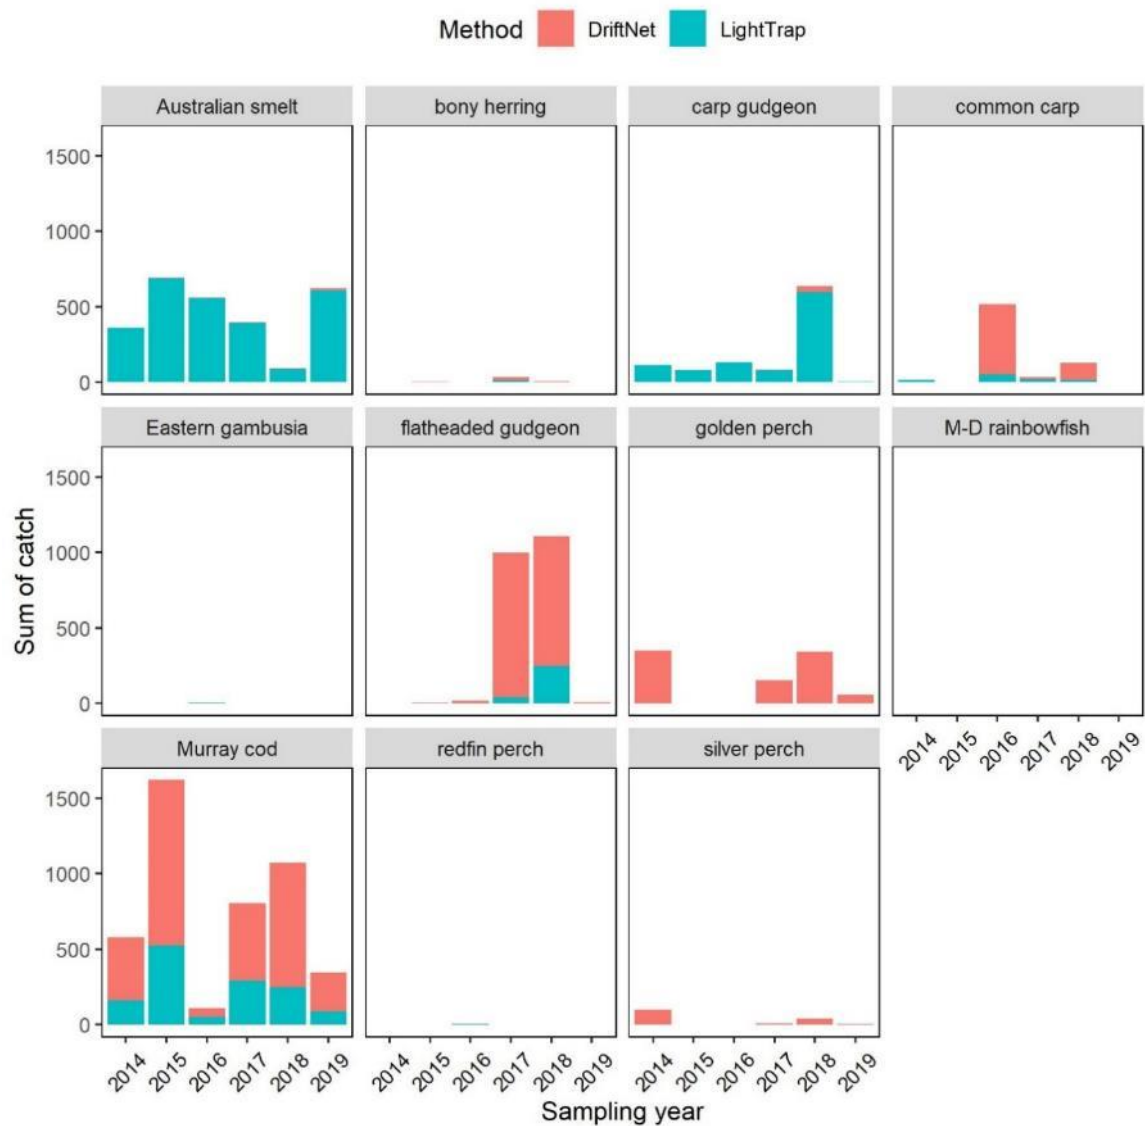 Method DriftNet LightTrap
Australian smelt bony herring carp gudgeon common carp
1500
1000
500
0
Eastern gambusia flatheaded gudgeon golden perch M-D rainbowfish
1500
1000
500
0
2014 2015 2016 2017 2018 2019
Murray cod redfin perch silver perch
1500
1000
500
0
2014 2015 2016 2017 2018 2019 2014 2015 2016 2017 2018 2019 2014 2015 2016 2017 2018 2019
Sum of catch
Sampling year